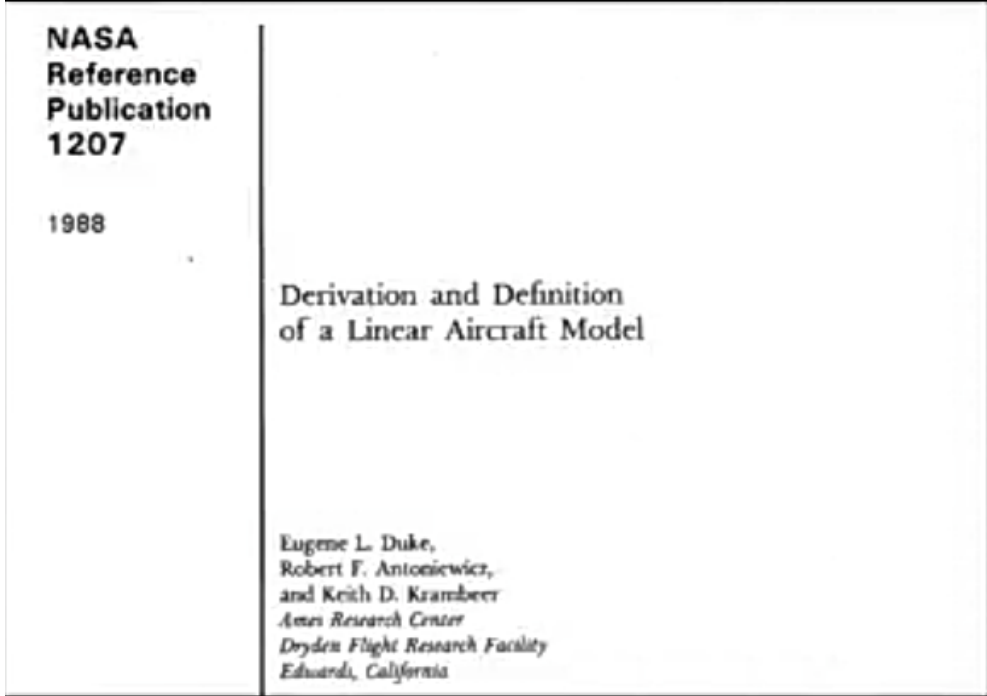 NASA
Reference
Publication
1207
1988
Derivation and Definition
of a Linear Aircraft Model
Eugene L. Duke,
Robert F. Antoniewicz,
and Keith D. Krambeer
Ames Research Center
Dryden Flight Research Facility
Edwards, California